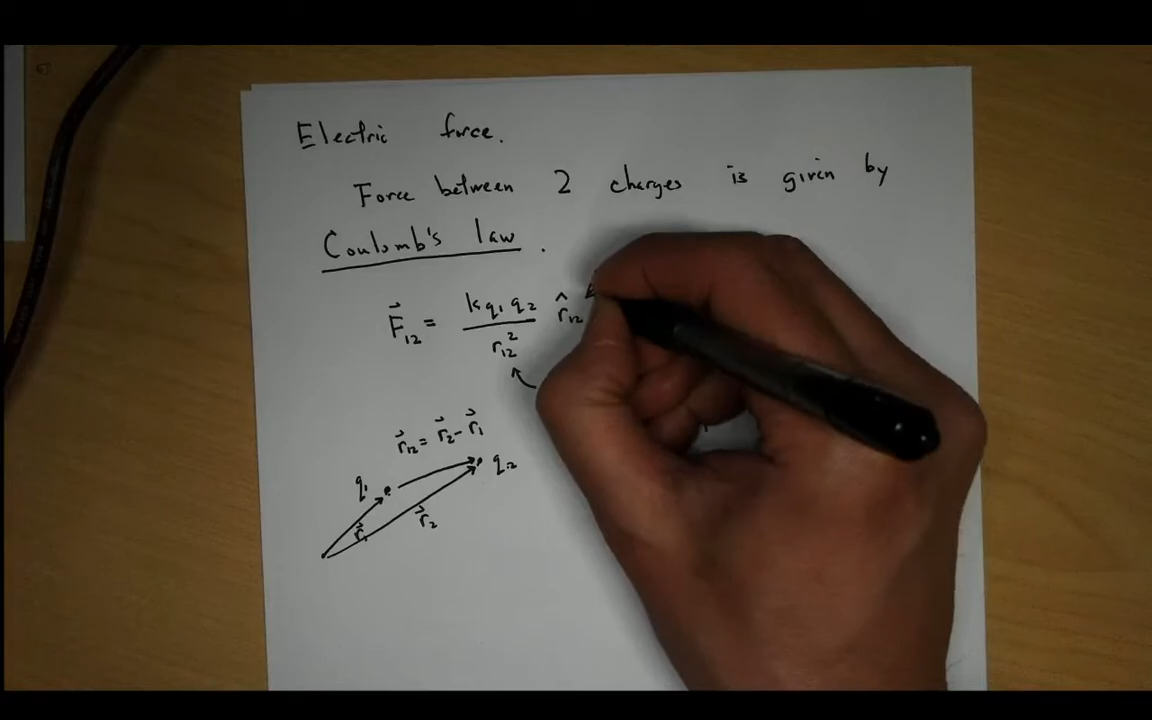 Electric force.
Force between 2 charges is given by
Coulomb's law.
F⃗₁₂ = kq₁q₂ / r₁₂² r̂₁₂
r⃗₁₂ = r⃗₂ - r⃗₁
q₁ q₂
r⃗₁ r⃗₂